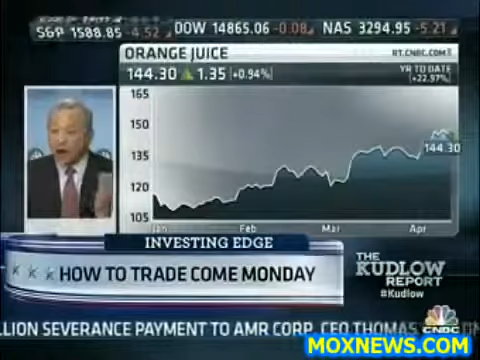 S&P 1588.85 -4.52 DOW 14865.06 -0.08 NAS 3294.95 -5.21
ORANGE JUICE
RT.CNBC.COM
144.30 ▲ 1.35 (+0.94%)
YR TO DATE
(+22.97%)
165
150
135
120
105
144.30
Jan Feb Mar Apr
INVESTING EDGE
HOW TO TRADE COME MONDAY
THE
KUDLOW
REPORT
#Kudlow
LLION SEVERANCE PAYMENT TO AMR CORP. CEO THOMAS
CNBC
MOXNEWS.COM